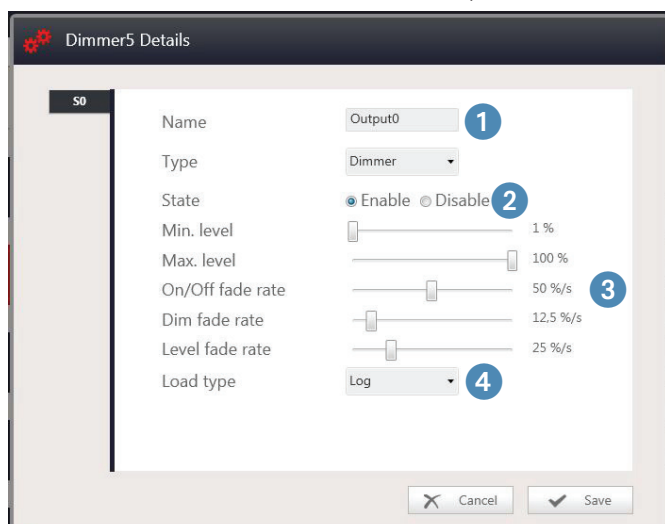 Dimmer5 Details
S0
Name Output0 1
Type Dimmer
State Enable Disable 2
Min. level 1 %
Max. level 100 %
On/Off fade rate 50 %/s 3
Dim fade rate 12,5 %/s
Level fade rate 25 %/s
Load type Log 4
Cancel Save